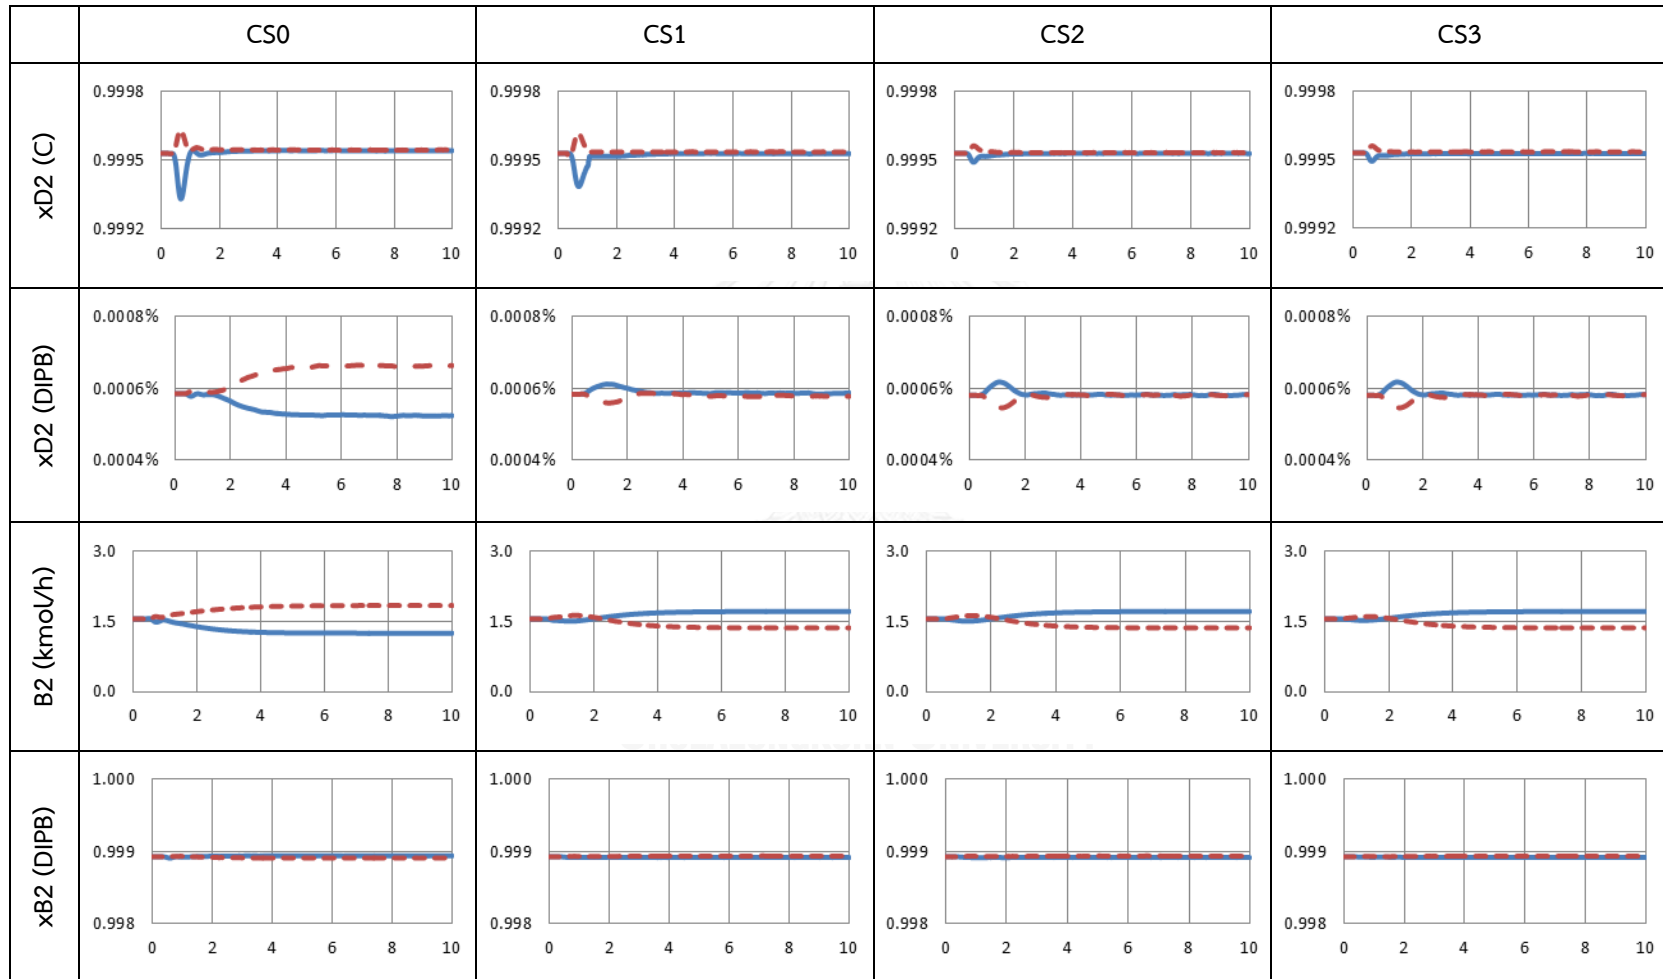 CS0 CS1 CS2 CS3
xD2 (C)
0.9998 0.9998 0.9998 0.9998
0.9995 0.9995 0.9995 0.9995
0.9992 0.9992 0.9992 0.9992
0 2 4 6 8 10 0 2 4 6 8 10 0 2 4 6 8 10 0 2 4 6 8 10
xD2 (DIPB)
0.0008% 0.0008% 0.0008% 0.0008%
0.0006% 0.0006% 0.0006% 0.0006%
0.0004% 0.0004% 0.0004% 0.0004%
0 2 4 6 8 10 0 2 4 6 8 10 0 2 4 6 8 10 0 2 4 6 8 10
B2 (kmol/h)
3.0 3.0 3.0 3.0
1.5 1.5 1.5 1.5
0.0 0.0 0.0 0.0
0 2 4 6 8 10 0 2 4 6 8 10 0 2 4 6 8 10 0 2 4 6 8 10
xB2 (DIPB)
1.000 1.000 1.000 1.000
0.999 0.999 0.999 0.999
0.998 0.998 0.998 0.998
0 2 4 6 8 10 0 2 4 6 8 10 0 2 4 6 8 10 0 2 4 6 8 10